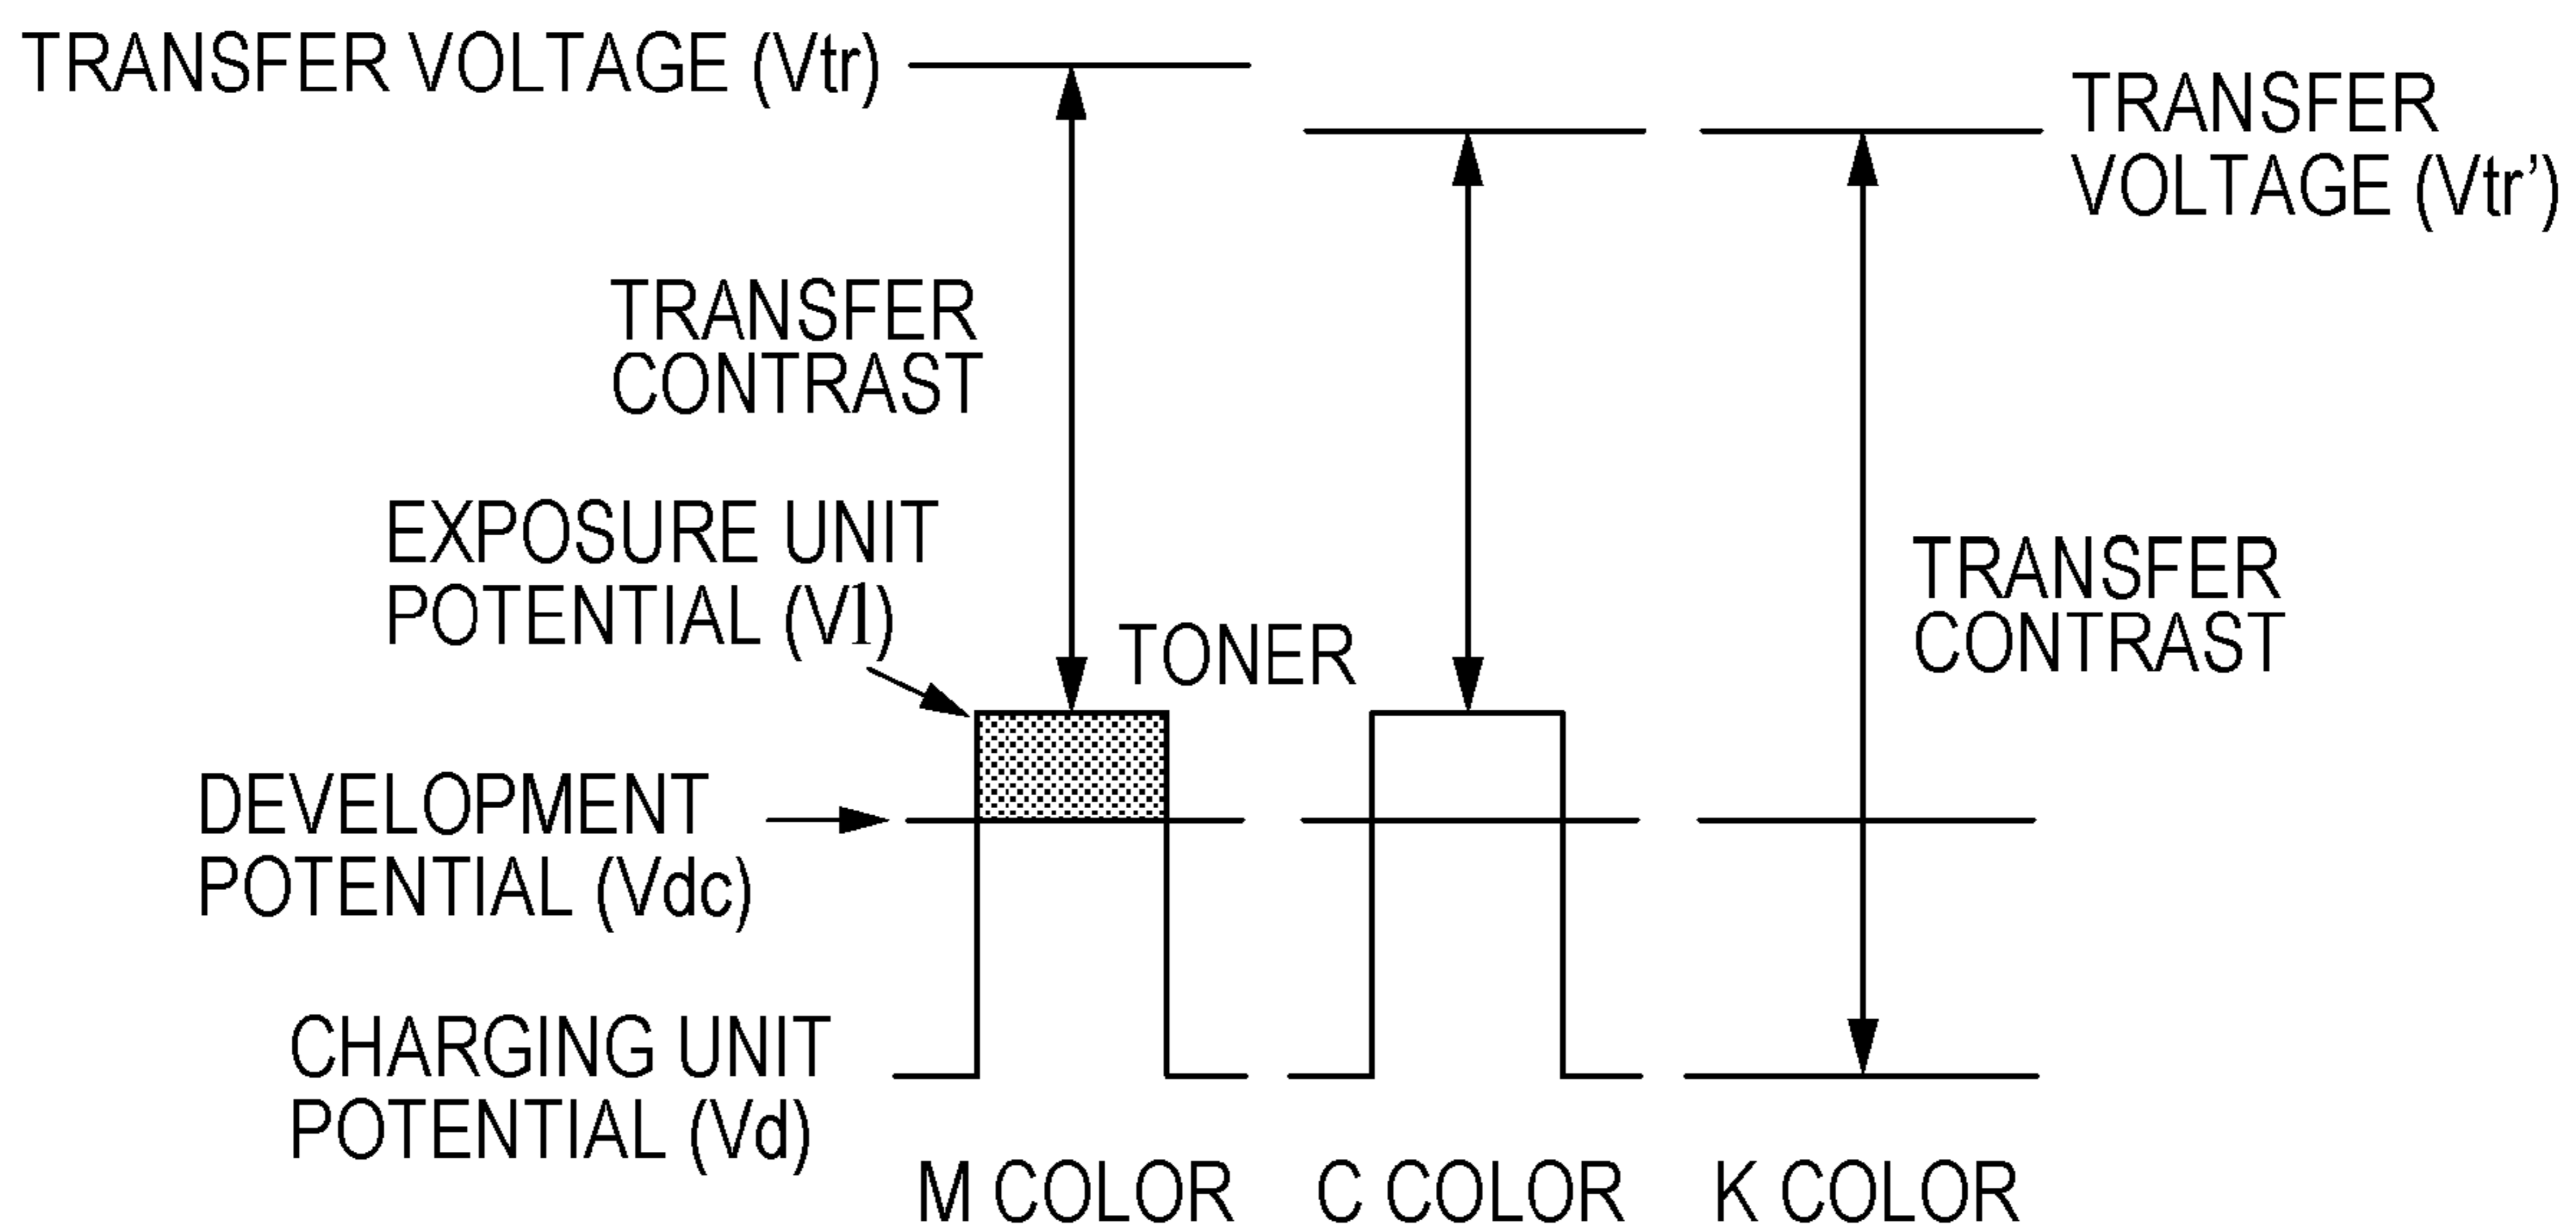 TRANSFER VOLTAGE (Vtr)
TRANSFER
VOLTAGE (Vtr’)
TRANSFER
CONTRAST
EXPOSURE UNIT
POTENTIAL (Vl)
TONER
TRANSFER
CONTRAST
DEVELOPMENT
POTENTIAL (Vdc)
CHARGING UNIT
POTENTIAL (Vd)
M COLOR
C COLOR
K COLOR